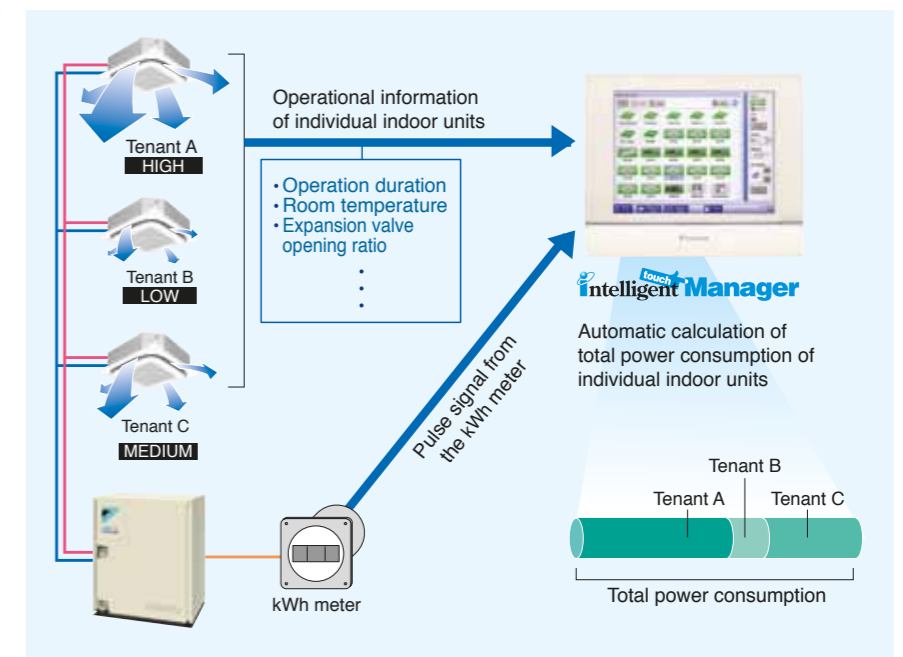 Operational information
of individual indoor units
Tenant A
HIGH
• Operation duration
• Room temperature
• Expansion valve
opening ratio
Tenant B
LOW
Tenant C
MEDIUM
Pulse signal from
the kWh meter
kWh meter
intelligent touch Manager
Automatic calculation of
total power consumption of
individual indoor units
Tenant B
Tenant A
Tenant C
Total power consumption